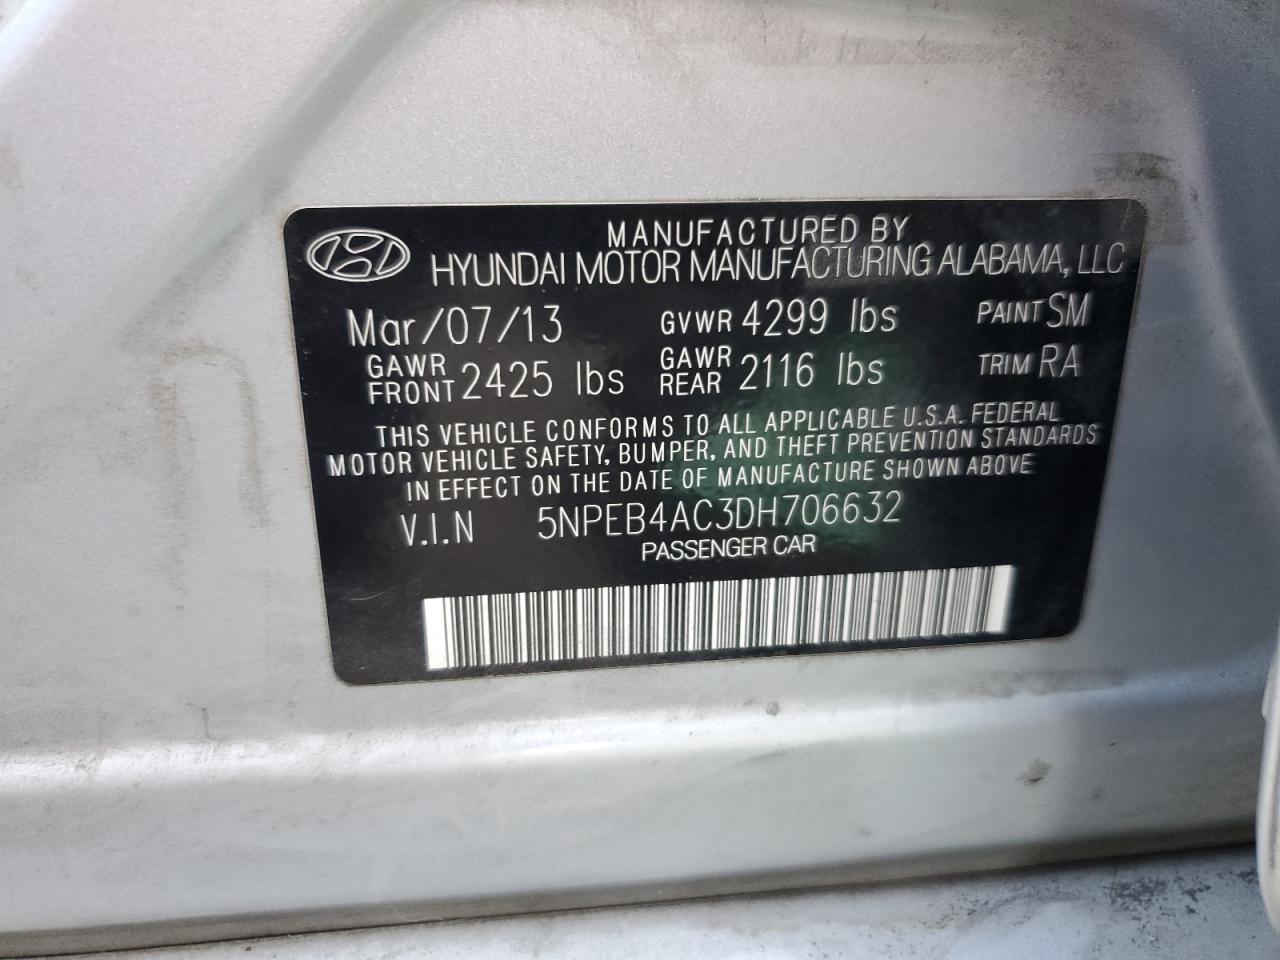 MANUFACTURED BY
HYUNDAI MOTOR MANUFACTURING ALABAMA, LLC
Mar/07/13 GVWR 4299 lbs PAINT SM
GAWR FRONT 2425 lbs GAWR REAR 2116 lbs TRIM RA
THIS VEHICLE CONFORMS TO ALL APPLICABLE U.S.A. FEDERAL
MOTOR VEHICLE SAFETY, BUMPER, AND THEFT PREVENTION STANDARDS
IN EFFECT ON THE DATE OF MANUFACTURE SHOWN ABOVE
V.I.N 5NPEB4AC3DH706632
PASSENGER CAR